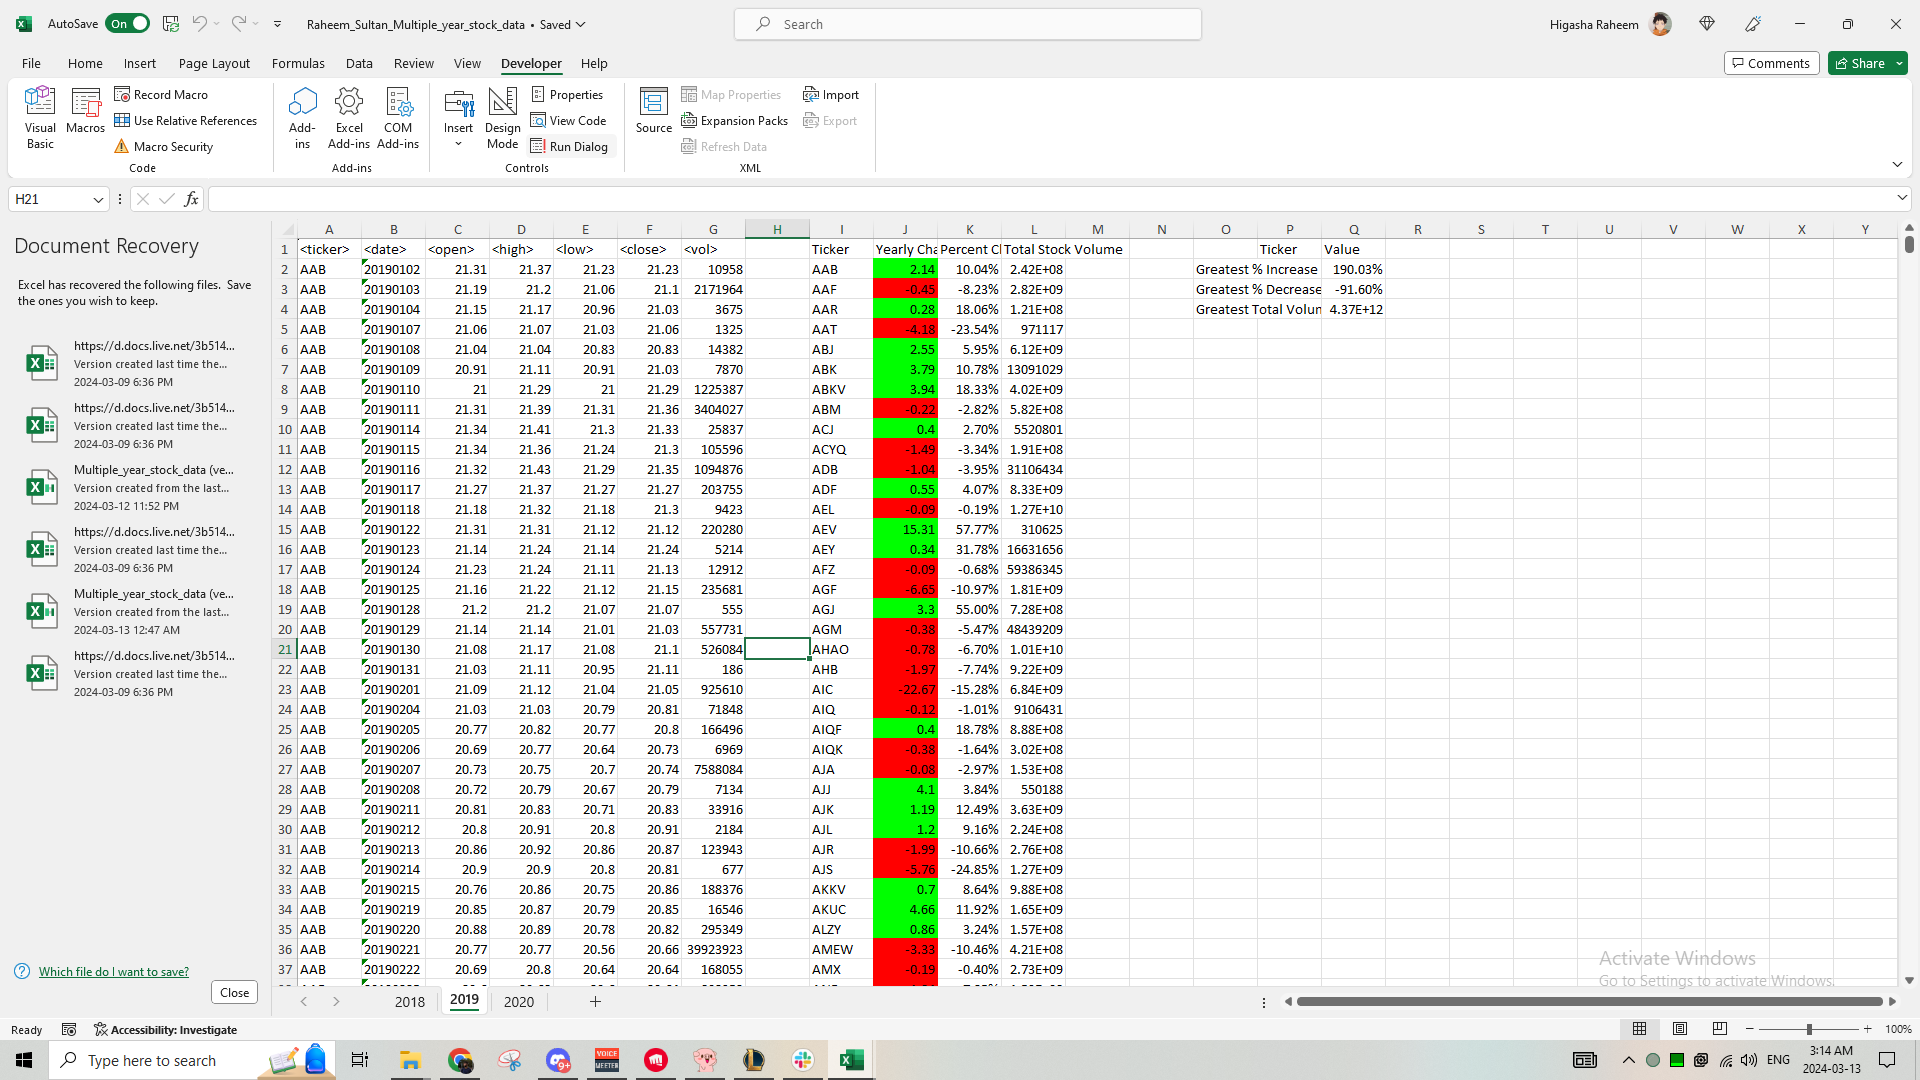 AutoSave On Raheem_Sultan_Multiple_year_stock_data • Saved Search Higasha Raheem
File Home Insert Page Layout Formulas Data Review View Developer Help Comments Share
Visual Basic Macros Record Macro Use Relative References Macro Security Code
Add-ins Excel Add-ins COM Add-ins Add-ins
Insert Design Mode Properties View Code Run Dialog Controls
Source Map Properties Expansion Packs Refresh Data Import Export XML
H21 fx
Document Recovery
Excel has recovered the following files. Save
the ones you wish to keep.
https://d.docs.live.net/3b514...
Version created last time the...
2024-03-09 6:36 PM
https://d.docs.live.net/3b514...
Version created last time the...
2024-03-09 6:36 PM
Multiple_year_stock_data (ve...
Version created from the last...
2024-03-12 11:52 PM
https://d.docs.live.net/3b514...
Version created last time the...
2024-03-09 6:36 PM
Multiple_year_stock_data (ve...
Version created from the last...
2024-03-13 12:47 AM
https://d.docs.live.net/3b514...
Version created last time the...
2024-03-09 6:36 PM
Which file do I want to save?
Close
A B C D E F G H I J K L M N O P Q R S T U V W X Y
1 <ticker> <date> <open> <high> <low> <close> <vol> Ticker Yearly Cha Percent Cl Total Stock Volume Ticker Value
2 AAB 20190102 21.31 21.37 21.23 21.23 10958 AAB 2.14 10.04% 2.42E+08 Greatest % Increase 190.03%
3 AAB 20190103 21.19 21.2 21.06 21.1 2171964 AAF -0.45 -8.23% 2.82E+09 Greatest % Decrease -91.60%
4 AAB 20190104 21.15 21.17 20.96 21.03 3675 AAR 0.28 18.06% 1.21E+08 Greatest Total Volun 4.37E+12
5 AAB 20190107 21.06 21.07 21.03 21.06 1325 AAT -4.18 -23.54% 971117
6 AAB 20190108 21.04 21.04 20.83 20.83 14382 ABJ 2.55 5.95% 6.12E+09
7 AAB 20190109 20.91 21.11 20.91 21.03 7870 ABK 3.79 10.78% 13091029
8 AAB 20190110 21 21.29 21 21.29 1225387 ABKV 3.94 18.33% 4.02E+09
9 AAB 20190111 21.31 21.39 21.31 21.36 3404027 ABM -0.22 -2.82% 5.82E+08
10 AAB 20190114 21.34 21.41 21.3 21.33 25837 ACJ 0.4 2.70% 5520801
11 AAB 20190115 21.34 21.36 21.24 21.3 105596 ACYQ -1.49 -3.34% 1.91E+08
12 AAB 20190116 21.32 21.43 21.29 21.35 1094876 ADB -1.04 -3.95% 31106434
13 AAB 20190117 21.27 21.37 21.27 21.27 203755 ADF 0.55 4.07% 8.33E+09
14 AAB 20190118 21.18 21.32 21.18 21.3 9423 AEL -0.09 -0.19% 1.27E+10
15 AAB 20190122 21.31 21.31 21.12 21.12 220280 AEV 15.31 57.77% 310625
16 AAB 20190123 21.14 21.24 21.14 21.24 5214 AEY 0.34 31.78% 16631656
17 AAB 20190124 21.23 21.24 21.11 21.13 12912 AFZ -0.09 -0.68% 59386345
18 AAB 20190125 21.16 21.22 21.12 21.15 235681 AGF -6.65 -10.97% 1.81E+09
19 AAB 20190128 21.2 21.2 21.07 21.07 555 AGJ 3.3 55.00% 7.28E+08
20 AAB 20190129 21.14 21.14 21.01 21.03 557731 AGM -0.38 -5.47% 48439209
21 AAB 20190130 21.08 21.17 21.08 21.1 526084 AHAO -0.78 -6.70% 1.01E+10
22 AAB 20190131 21.03 21.11 20.95 21.11 186 AHB -1.97 -7.74% 9.22E+09
23 AAB 20190201 21.09 21.12 21.04 21.05 925610 AIC -22.67 -15.28% 6.84E+09
24 AAB 20190204 21.03 21.03 20.79 20.81 71848 AIQ -0.12 -1.01% 9106431
25 AAB 20190205 20.77 20.82 20.77 20.8 166496 AIQF 0.4 18.78% 8.88E+08
26 AAB 20190206 20.69 20.77 20.64 20.73 6969 AIQK -0.38 -1.64% 3.02E+08
27 AAB 20190207 20.73 20.75 20.7 20.74 7588084 AJA -0.08 -2.97% 1.53E+08
28 AAB 20190208 20.72 20.79 20.67 20.79 7134 AJJ 4.1 3.84% 550188
29 AAB 20190211 20.81 20.83 20.71 20.83 33916 AJK 1.19 12.49% 3.63E+09
30 AAB 20190212 20.8 20.91 20.8 20.91 2184 AJL 1.2 9.16% 2.24E+08
31 AAB 20190213 20.86 20.92 20.86 20.87 123943 AJR -1.99 -10.66% 2.76E+08
32 AAB 20190214 20.9 20.9 20.8 20.81 677 AJS -5.76 -24.85% 1.27E+09
33 AAB 20190215 20.76 20.86 20.75 20.86 188376 AKKV 0.7 8.64% 9.88E+08
34 AAB 20190219 20.85 20.87 20.79 20.85 16546 AKUC 4.66 11.92% 1.65E+09
35 AAB 20190220 20.88 20.89 20.78 20.82 295349 ALZY 0.86 3.24% 1.57E+08
36 AAB 20190221 20.77 20.77 20.56 20.66 39923923 AMEW -3.33 -10.46% 4.21E+08
37 AAB 20190222 20.69 20.8 20.64 20.64 168055 AMX -0.19 -0.40% 2.73E+09
Activate Windows
Go to Settings to activate Windows.
2018 2019 2020
Ready Accessibility: Investigate 100%
Type here to search 9+ VOICE MEETER ENG 3:14 AM
2024-03-13